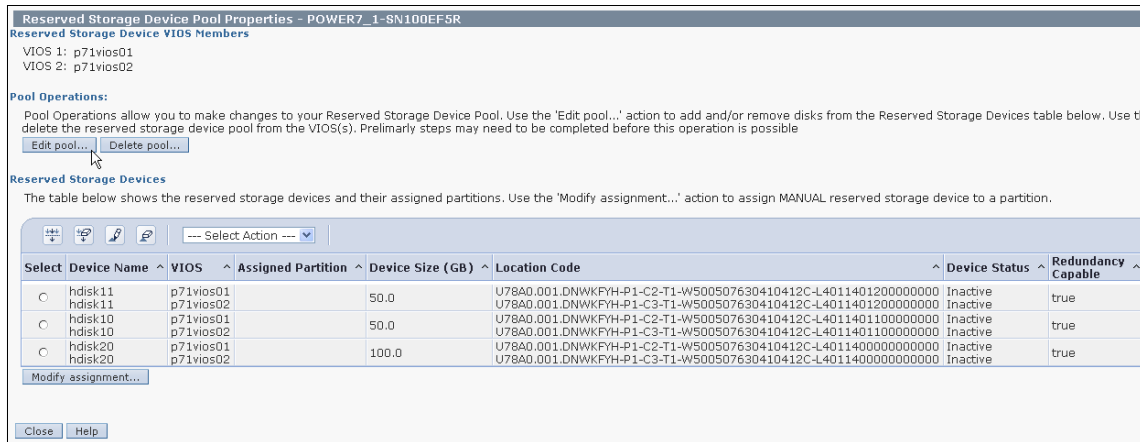 Reserved Storage Device Pool Properties - POWER7_1-SN100EF5R
Reserved Storage Device VIOS Members
VIOS 1: p71vios01
VIOS 2: p71vios02
Pool Operations:
Pool Operations allow you to make changes to your Reserved Storage Device Pool. Use the 'Edit pool...' action to add and/or remove disks from the Reserved Storage Devices table below. Use t
delete the reserved storage device pool from the VIOS(s). Prelimarly steps may need to be completed before this operation is possible
Edit pool... Delete pool...
Reserved Storage Devices
The table below shows the reserved storage devices and their assigned partitions. Use the 'Modify assignment...' action to assign MANUAL reserved storage device to a partition.
--- Select Action ---
Select Device Name ^ VIOS ^ Assigned Partition ^ Device Size (GB) ^ Location Code ^ Device Status ^ Redundancy Capable ^
hdisk11 p71vios01 50.0 U78A0.001.DNWKFYH-P1-C2-T1-W500507630410412C-L4011401200000000 Inactive true
hdisk11 p71vios02 U78A0.001.DNWKFYH-P1-C3-T1-W500507630410412C-L4011401200000000 Inactive
hdisk10 p71vios01 50.0 U78A0.001.DNWKFYH-P1-C2-T1-W500507630410412C-L4011401100000000 Inactive true
hdisk10 p71vios02 U78A0.001.DNWKFYH-P1-C3-T1-W500507630410412C-L4011401100000000 Inactive
hdisk20 p71vios01 100.0 U78A0.001.DNWKFYH-P1-C2-T1-W500507630410412C-L4011400000000000 Inactive true
hdisk20 p71vios02 U78A0.001.DNWKFYH-P1-C3-T1-W500507630410412C-L4011400000000000 Inactive
Modify assignment...
Close Help